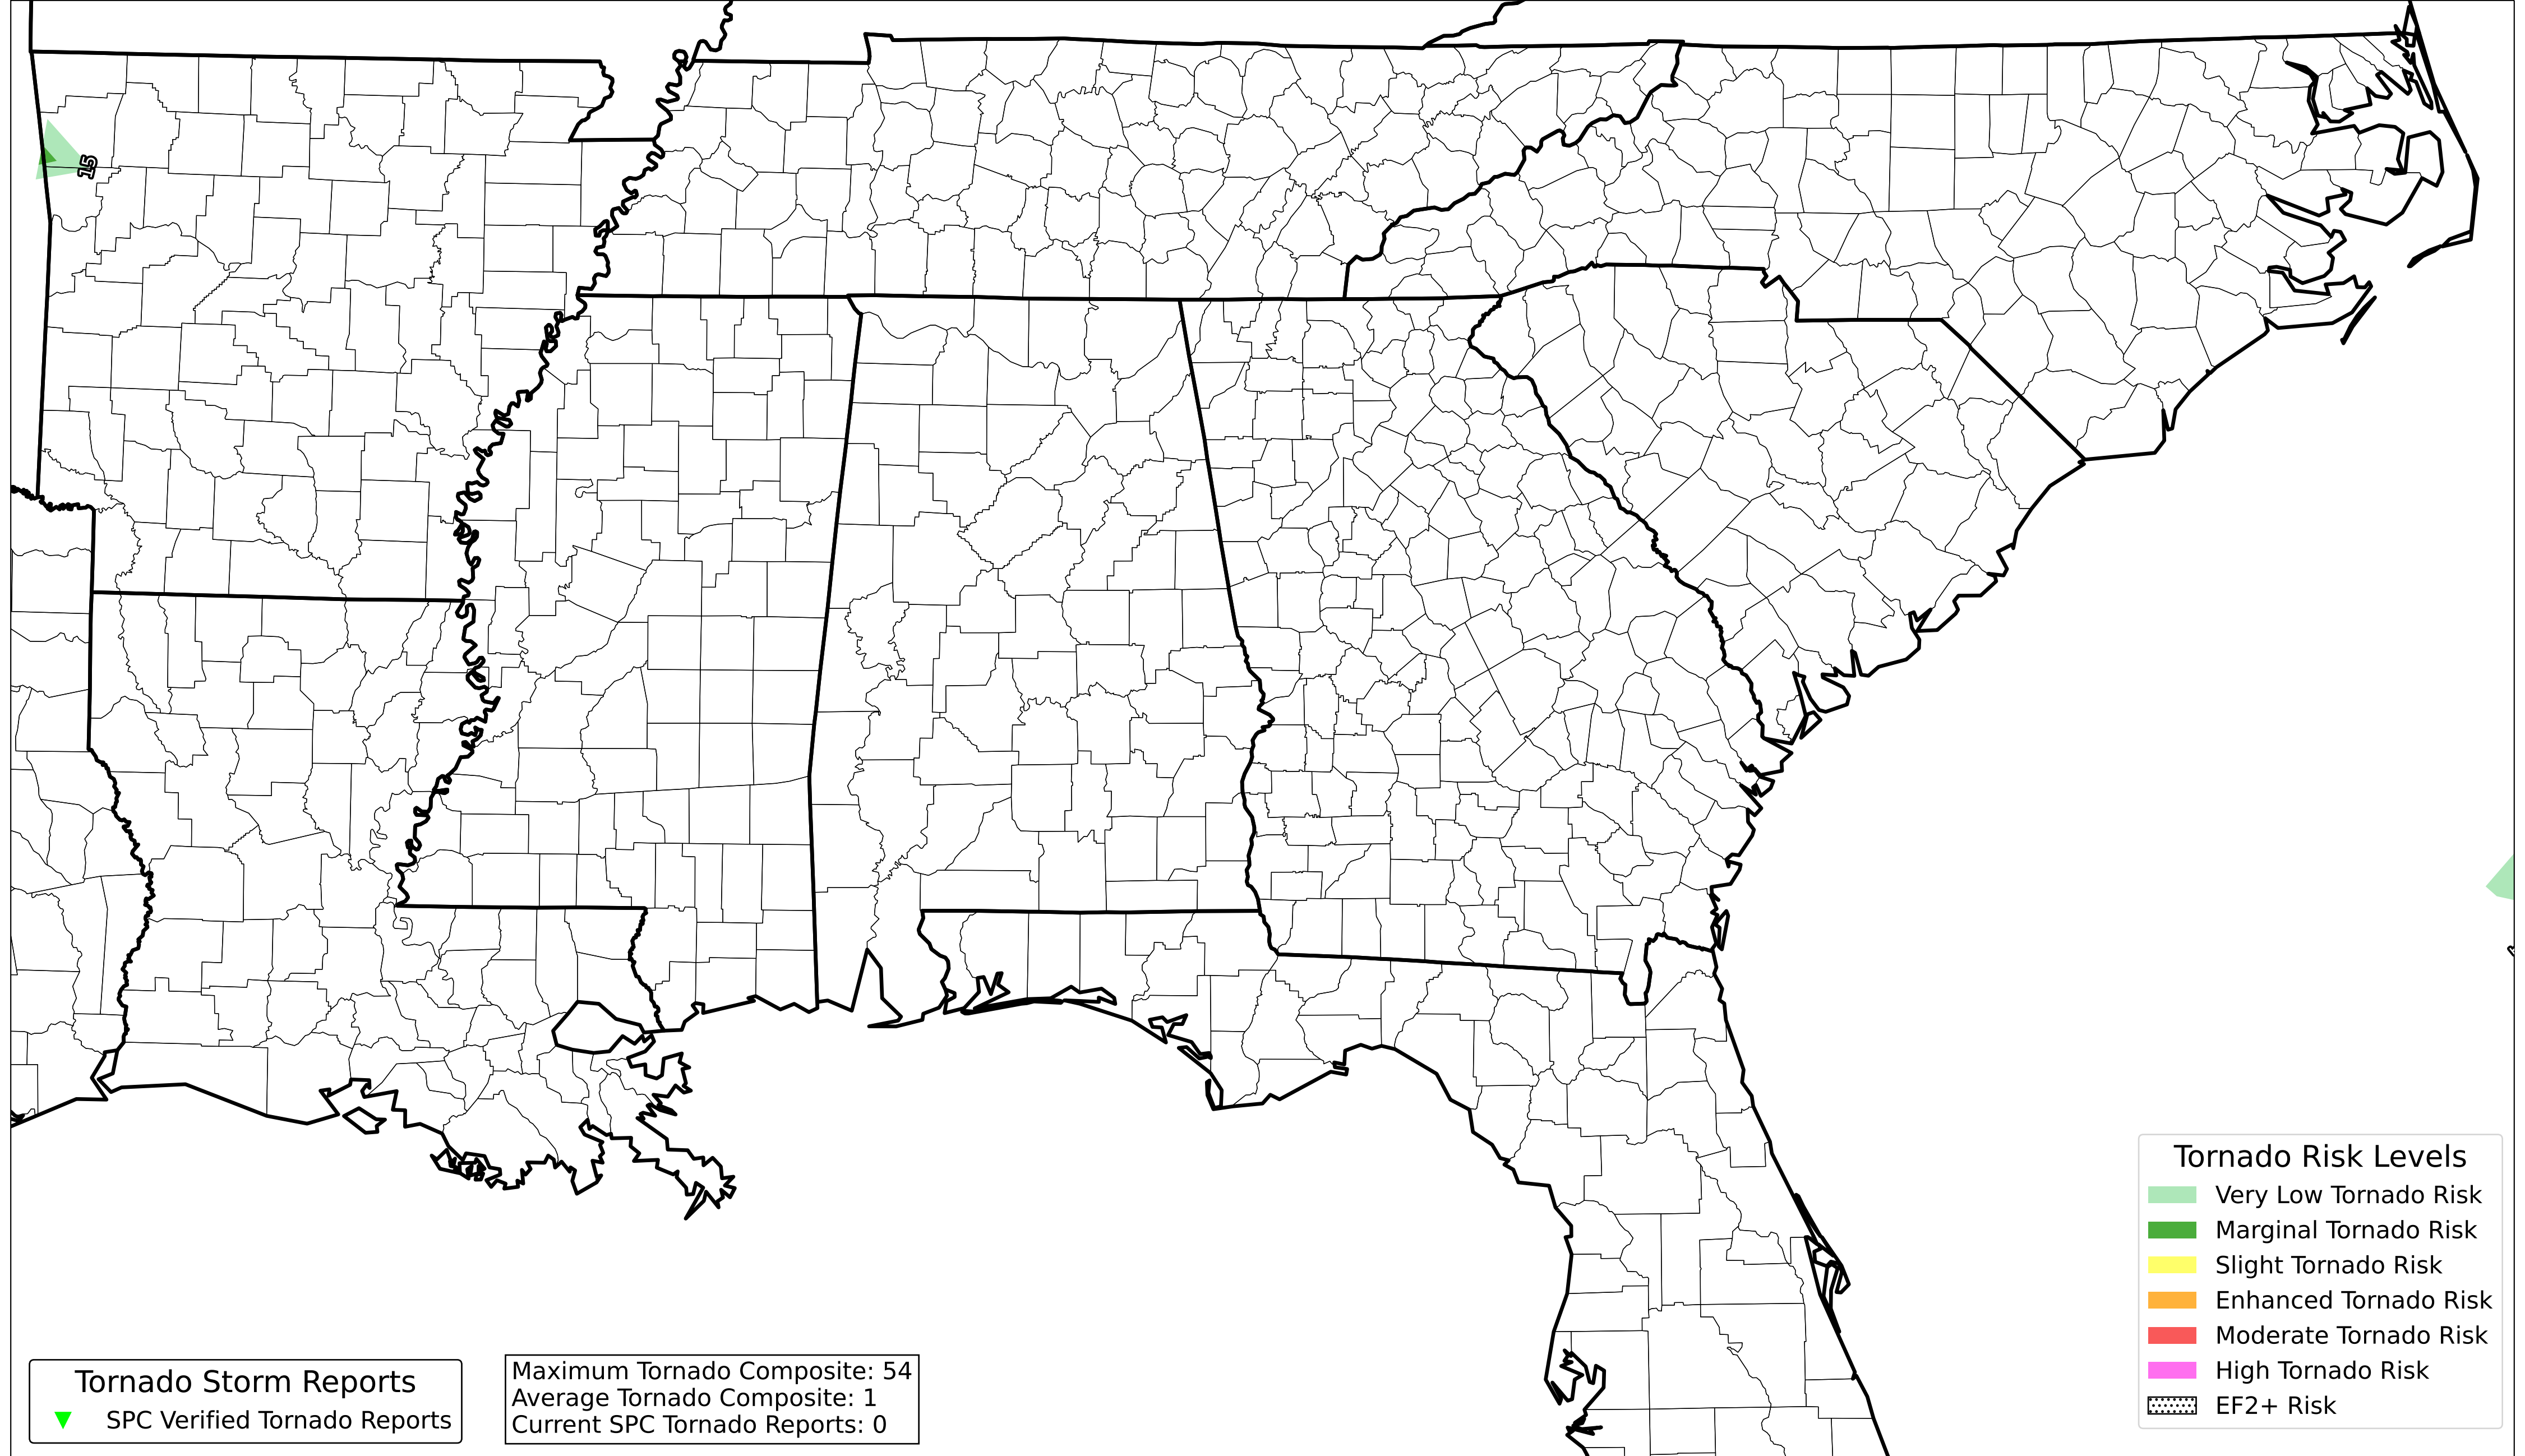 15
Tornado Risk Levels
Very Low Tornado Risk
Marginal Tornado Risk
Slight Tornado Risk
Enhanced Tornado Risk
Moderate Tornado Risk
High Tornado Risk
EF2+ Risk
Tornado Storm Reports
SPC Verified Tornado Reports
Maximum Tornado Composite: 54
Average Tornado Composite: 1
Current SPC Tornado Reports: 0